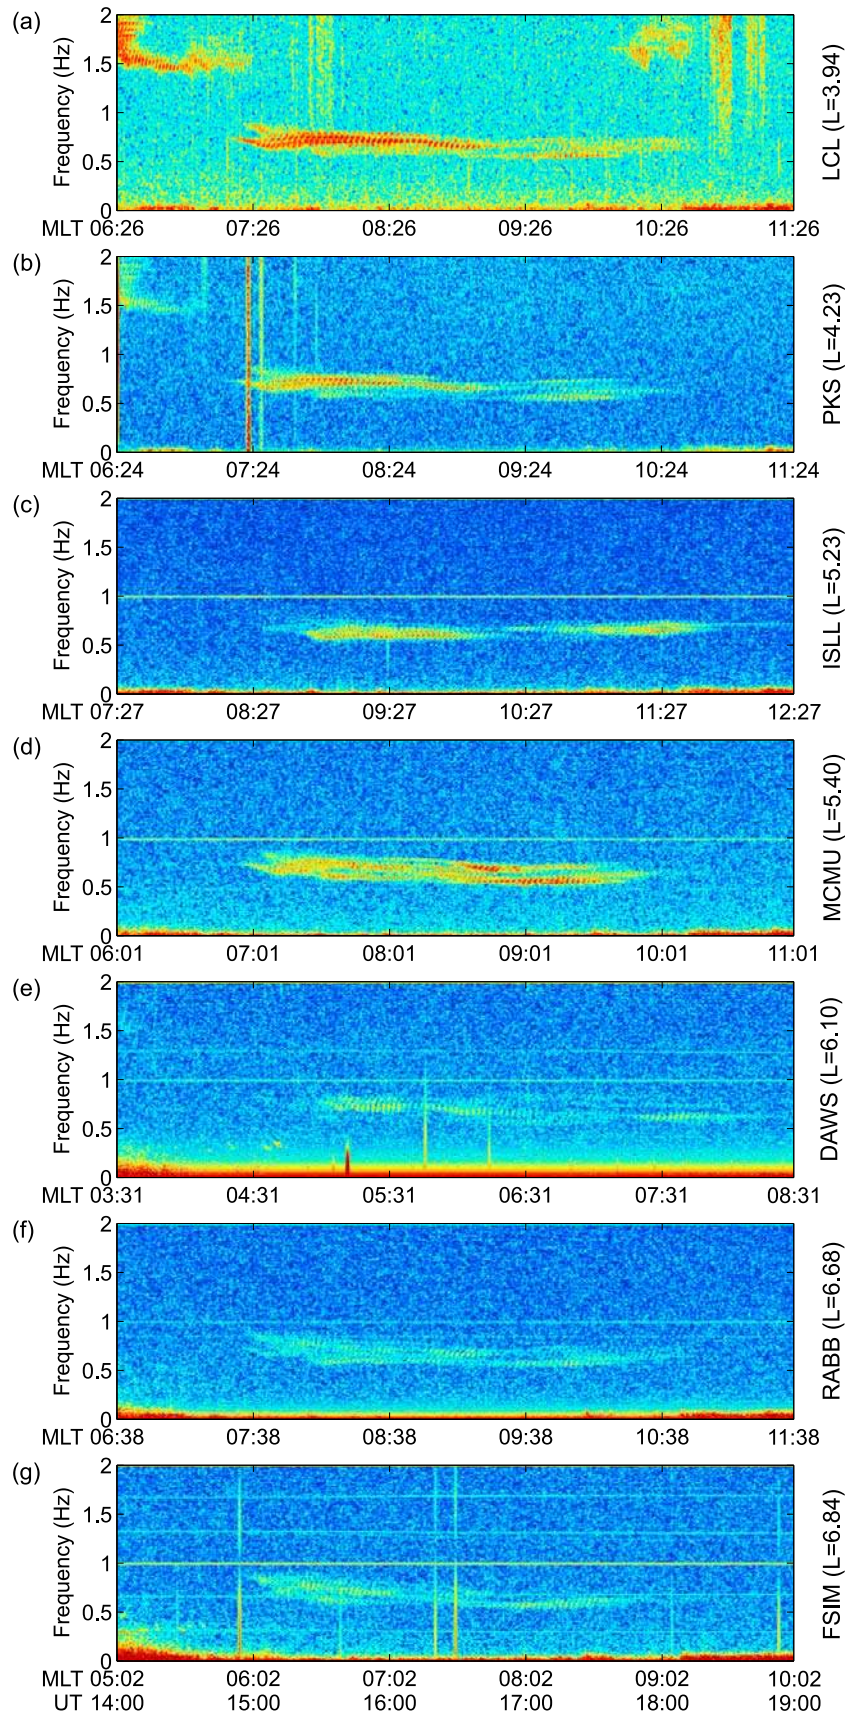 (a)
2
1.5
1
0.5
0
Frequency (Hz)
LCL (L=3.94)
MLT 06:26 07:26 08:26 09:26 10:26 11:26
(b)
2
1.5
1
0.5
0
Frequency (Hz)
PKS (L=4.23)
MLT 06:24 07:24 08:24 09:24 10:24 11:24
(c)
2
1.5
1
0.5
0
Frequency (Hz)
ISLL (L=5.23)
MLT 07:27 08:27 09:27 10:27 11:27 12:27
(d)
2
1.5
1
0.5
0
Frequency (Hz)
MCMU (L=5.40)
MLT 06:01 07:01 08:01 09:01 10:01 11:01
(e)
2
1.5
1
0.5
0
Frequency (Hz)
DAWS (L=6.10)
MLT 03:31 04:31 05:31 06:31 07:31 08:31
(f)
2
1.5
1
0.5
0
Frequency (Hz)
RABB (L=6.68)
MLT 06:38 07:38 08:38 09:38 10:38 11:38
(g)
2
1.5
1
0.5
0
Frequency (Hz)
FSIM (L=6.84)
MLT 05:02 06:02 07:02 08:02 09:02 10:02
UT 14:00 15:00 16:00 17:00 18:00 19:00